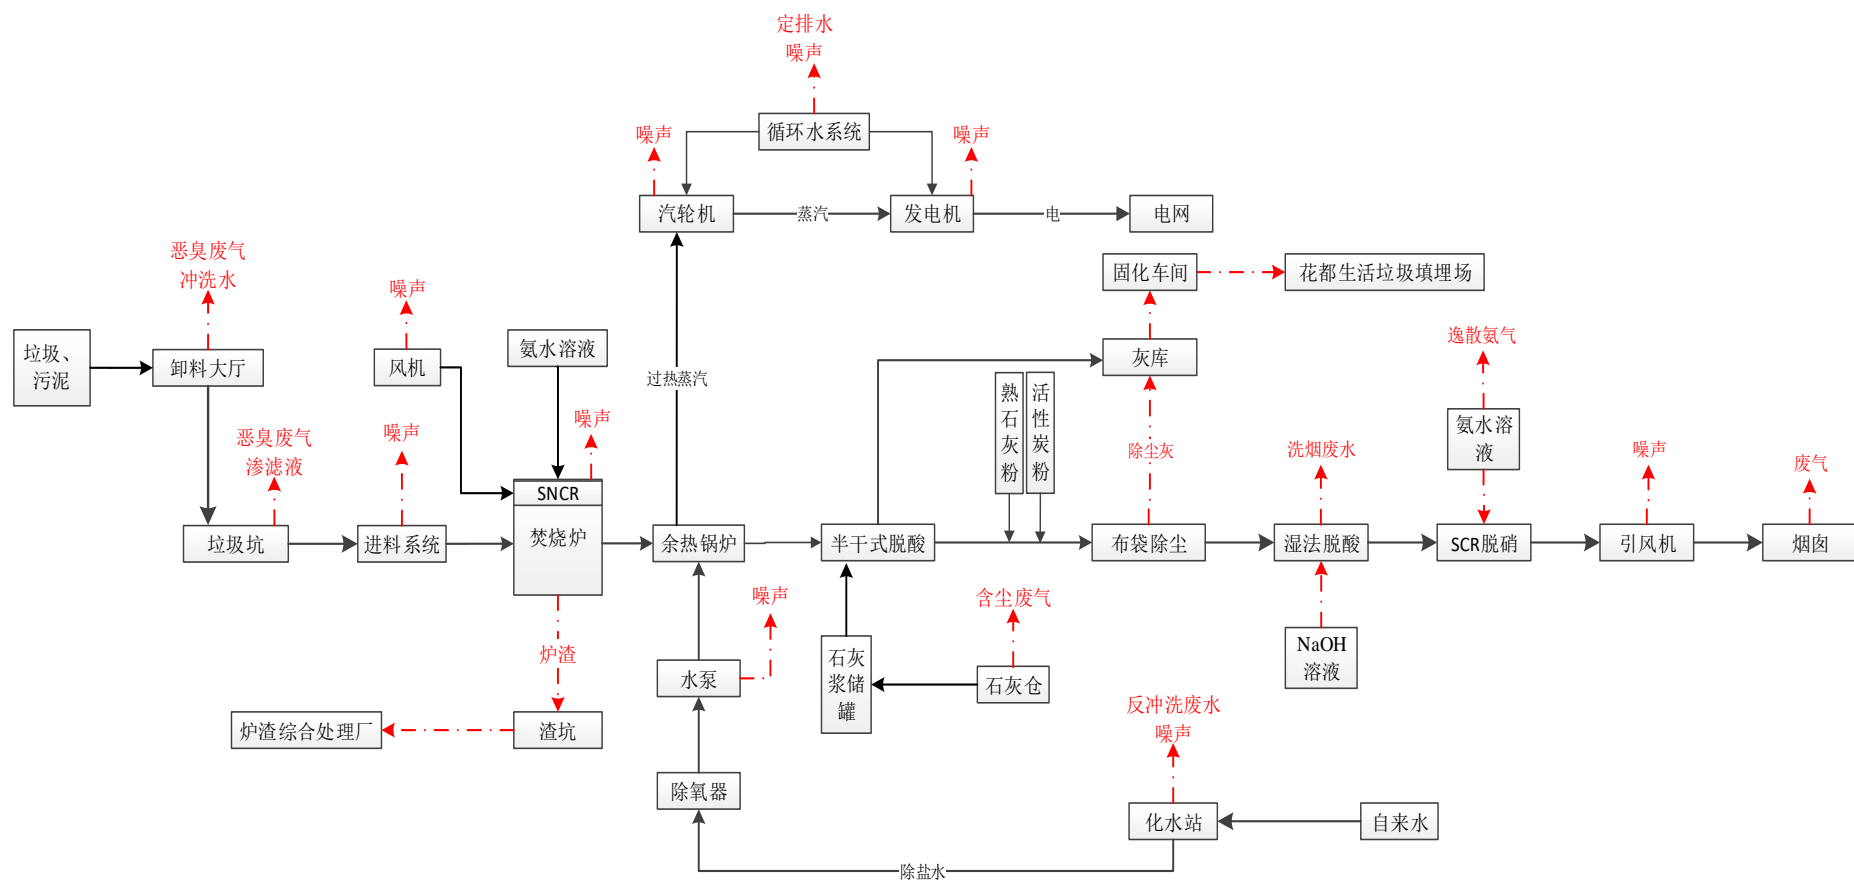 定排水
噪声
循环水系统
噪声
噪声
汽轮机
蒸汽
发电机
电
电网
恶臭废气
冲洗水
噪声
固化车间
花都生活垃圾填埋场
垃圾、
污泥
卸料大厅
风机
氨水溶液
过热蒸汽
灰库
逸散氨气
熟石灰粉
活性炭粉
恶臭废气
渗滤液
噪声
噪声
除尘灰
洗烟废水
氨水溶
液
噪声
废气
SNCR
焚烧炉
垃圾坑
进料系统
余热锅炉
半干式脱酸
布袋除尘
湿法脱酸
SCR脱硝
引风机
烟囱
炉渣
噪声
含尘废气
水泵
石灰
浆储
罐
石灰仓
NaOH
溶液
炉渣综合处理厂
渣坑
反冲洗废水
噪声
除氧器
化水站
自来水
除盐水